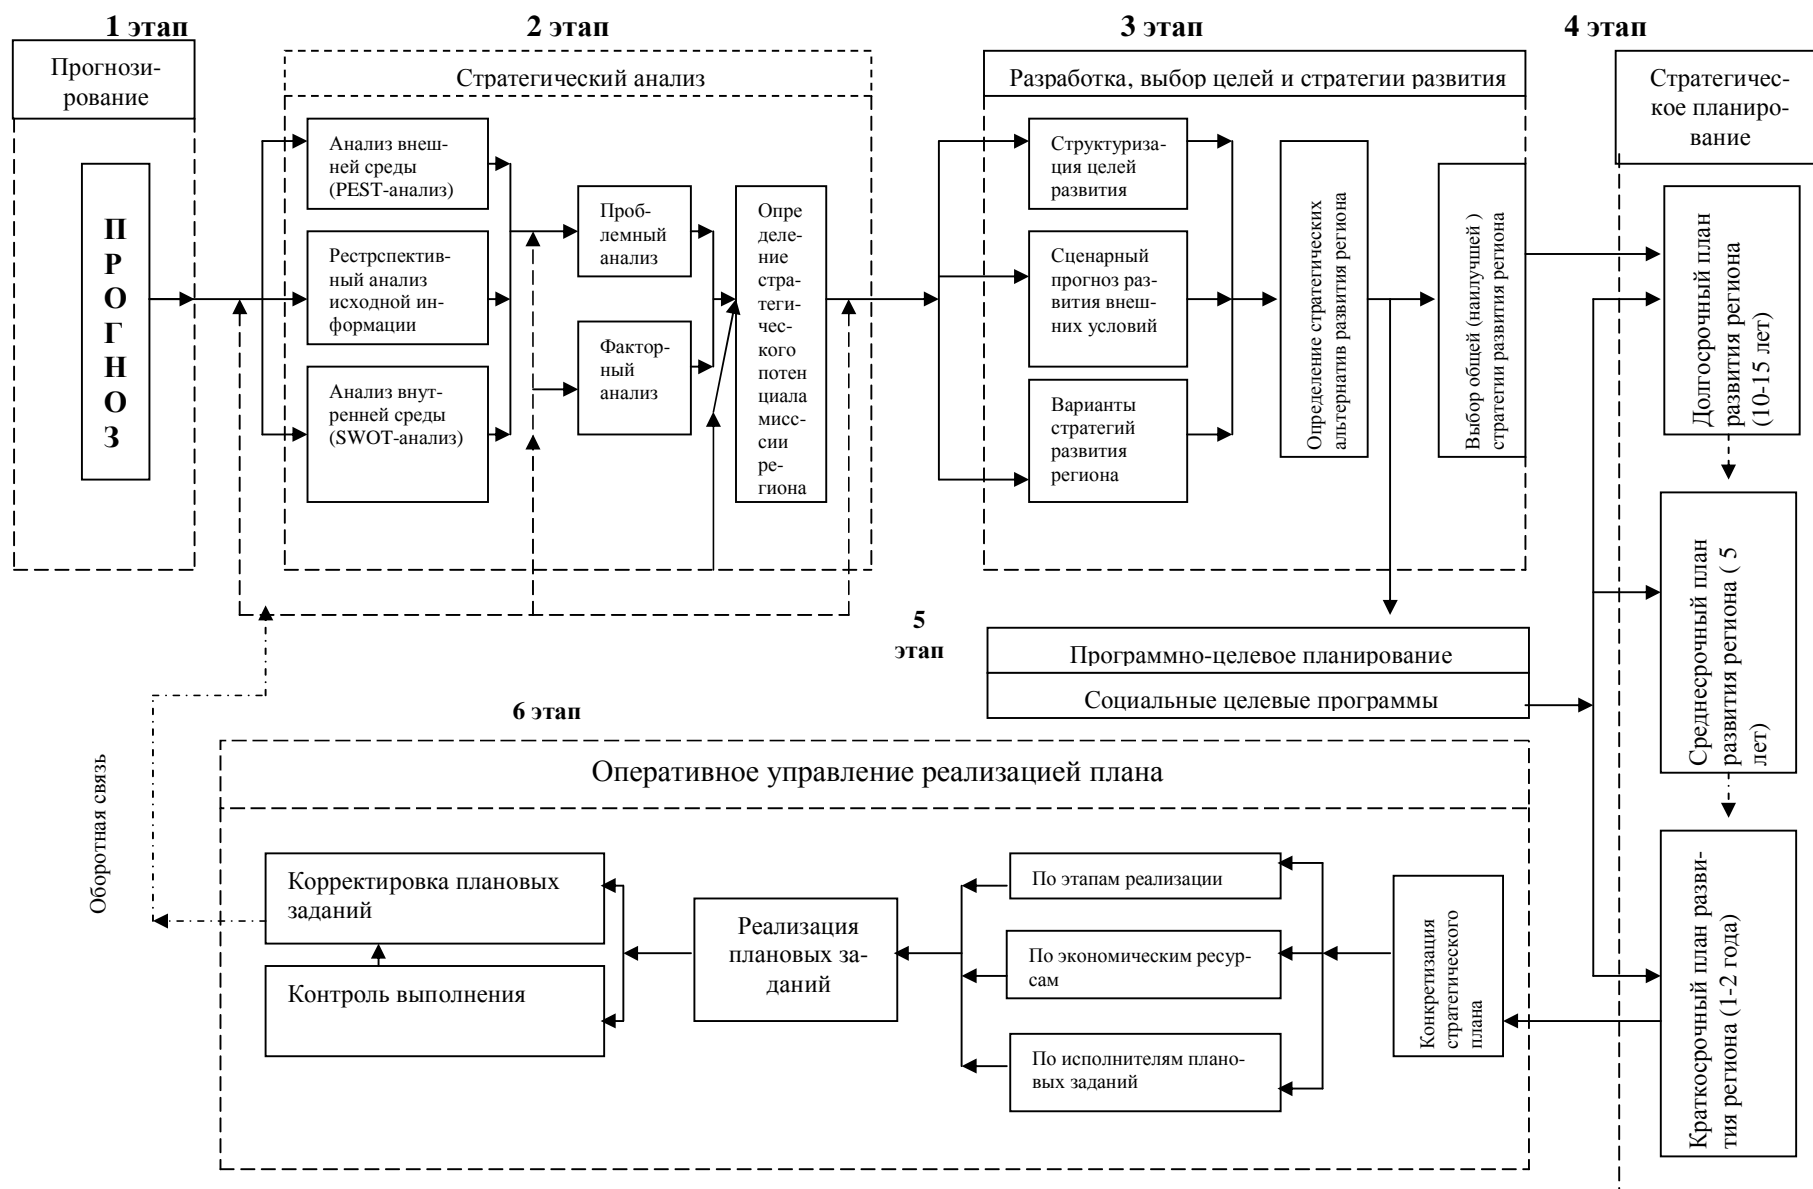 1 этап
Прогнози-
рование
П
Р
О
Г
Н
О
З
2 этап
Стратегический анализ
Анализ внеш-
ней среды
(PEST-анализ)
Рестрспектив-
ный анализ
исходной ин-
формации
Анализ внут-
ренней среды
(SWOT-анализ)
Проб-
лемный
анализ
Фактор-
ный
анализ
Опре
деле-
ние
стра-
теги-
чес-
кого
потен
циала
мисс-
сии
ре-
гиона
3 этап
Разработка, выбор целей и стратегии развития
Структуриза-
ция целей
развития
Сценарный
прогноз раз-
вития внеш-
них условий
Варианты
стратегий
развития
региона
Определение стратегических
альтернатив развития региона
Выбор общей (наилучшей )
стратегии развития региона
4 этап
Стратегичес-
кое планиро-
вание
Долгосрочный план
развития региона
(10-15 лет)
Среднесрочный план
развития региона ( 5
лет)
Краткосрочный план разви-
тия региона (1-2 года)
5
этап
Программно-целевое планирование
Социальные целевые программы
6 этап
Оперативное управление реализацией плана
Оборотная связь
Корректировка плановых
заданий
Контроль выполнения
Реализация
плановых за-
даний
По этапам реализации
По экономическим ресур-
сам
По исполнителям плано-
вых заданий
Конкретизация
стратегического
плана